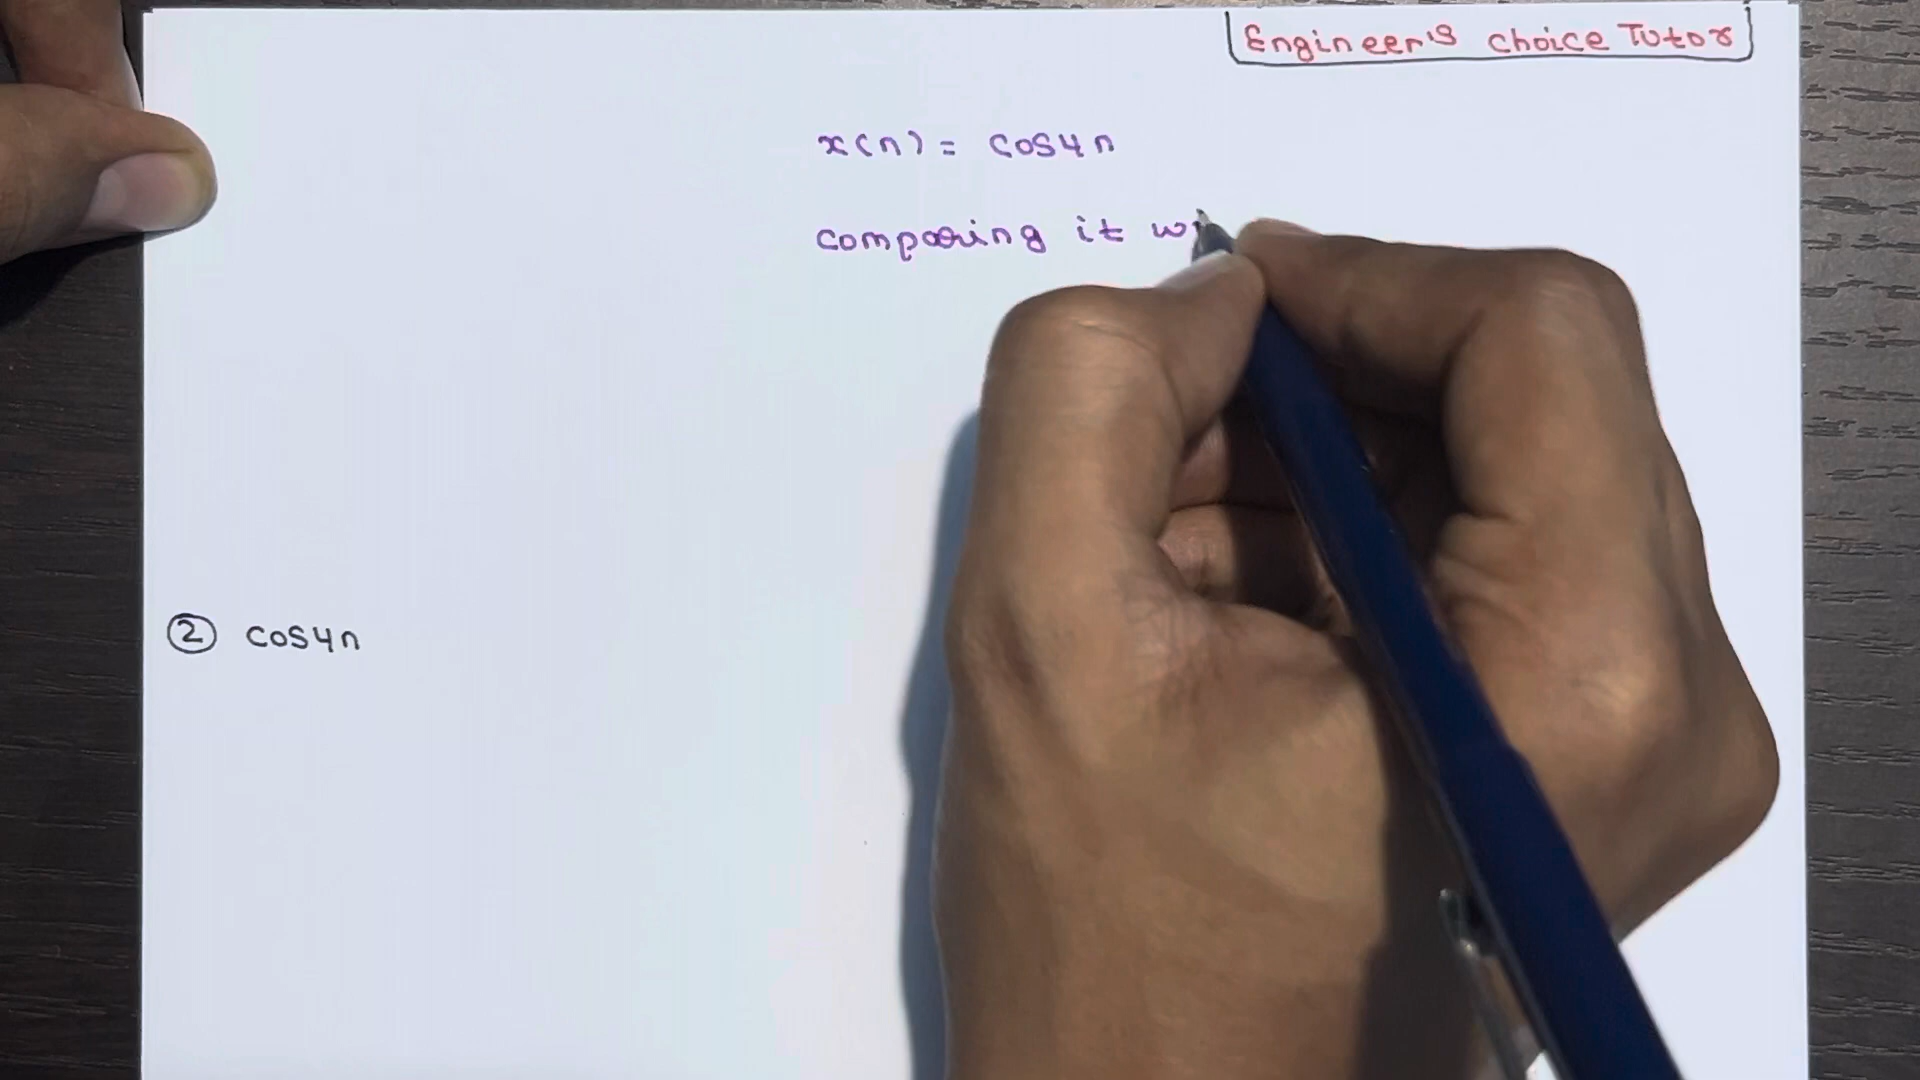 Engineer's Choice Tutor
x(n) = cos4n
comparing it
② cos4n